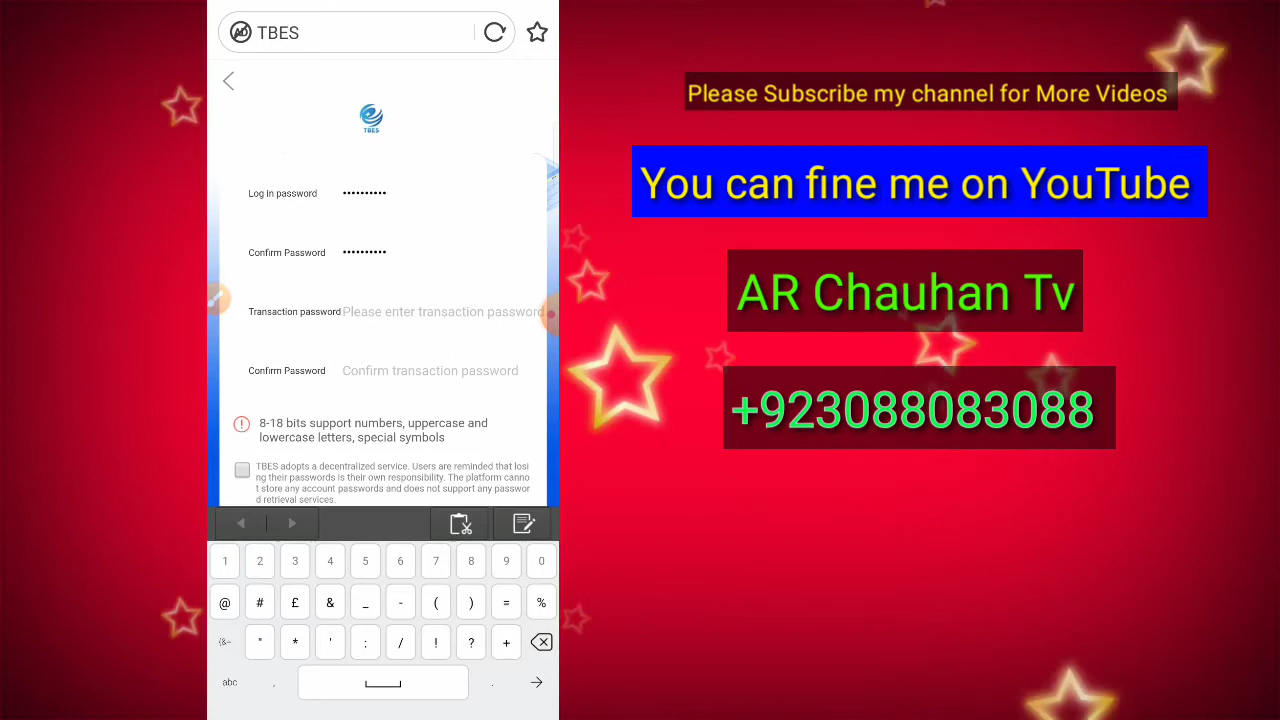 AD TBES
TBES
Log in password ••••••••••
Confirm Password ••••••••••
Transaction password Please enter transaction password
Confirm Password Confirm transaction password
8-18 bits support numbers, uppercase and
lowercase letters, special symbols
TBES adopts a decentralized service. Users are reminded that losi
ng their passwords is their own responsibility. The platform canno
t store any account passwords and does not support any passwor
d retrieval services.
1 2 3 4 5 6 7 8 9 0
@ # £ & _ - ( ) = %
{&= " * ' : / ! ? +
abc , .
Please Subscribe my channel for More Videos
You can fine me on YouTube
AR Chauhan Tv
+923088083088